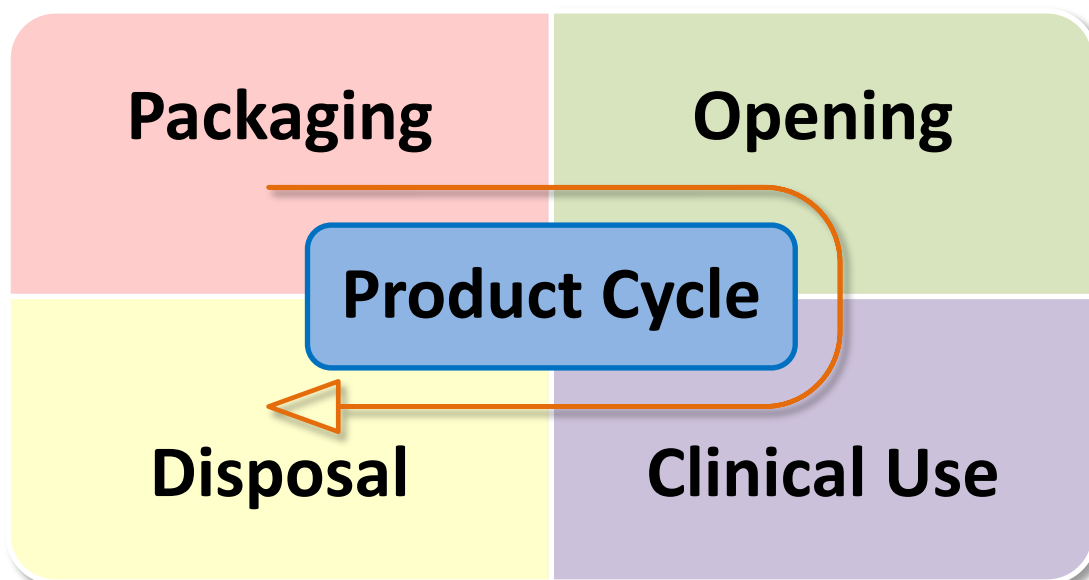 Packaging
Opening
Product Cycle
Disposal
Clinical Use